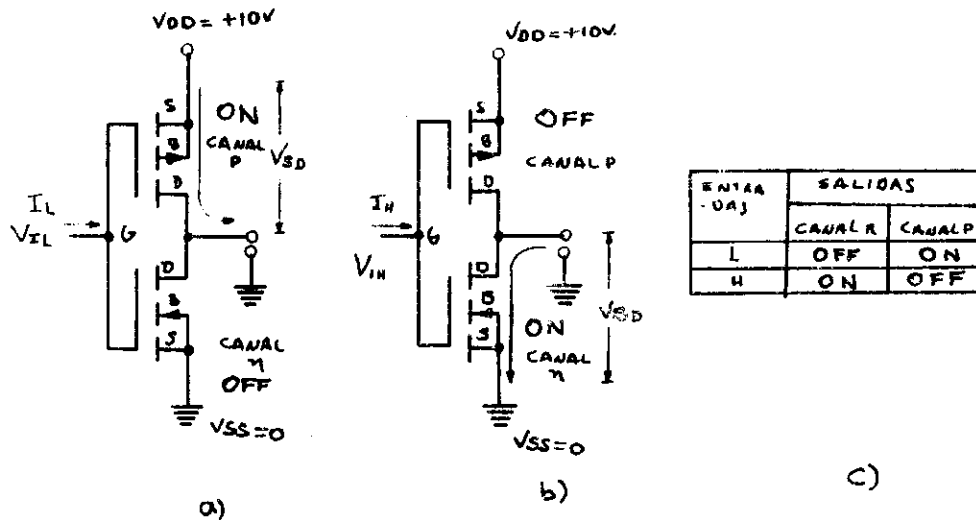 VDD = +10V
S
ON
B
CANAL
P
VSD
D
IL
VIL
G
D
B
S
CANAL
n
OFF
VSS=0
a)
VDD = +10V.
S
OFF
B
CANAL P
D
IH
VIH
G
D
B
ON
S
CANAL
n
VSD
VSS=0
b)
ENTRA
-DAS
SALIDAS
CANAL n
CANAL P
L
OFF
ON
H
ON
OFF
c)